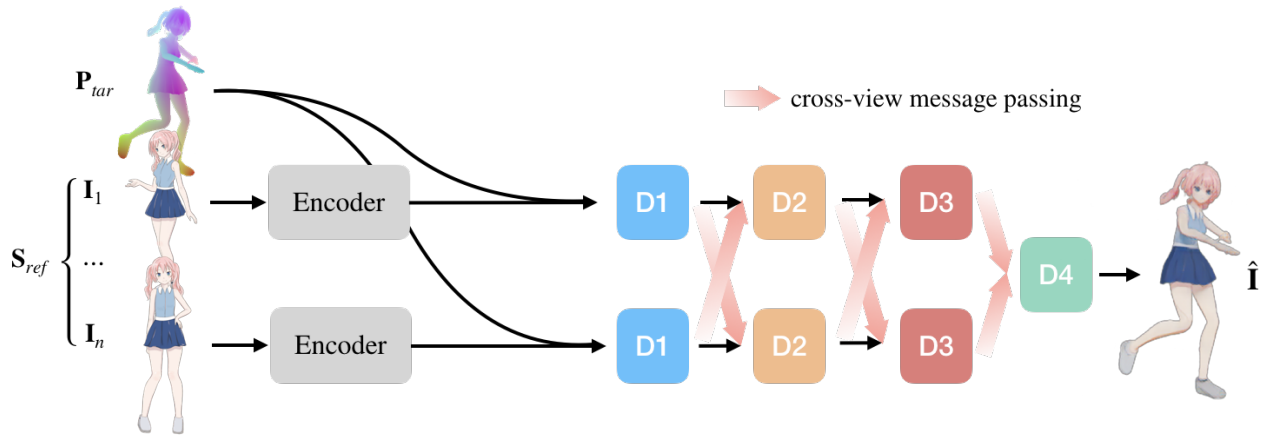 P_tar
cross-view message passing
S_ref
I_1
...
I_n
Encoder
Encoder
D1
D2
D3
D1
D2
D3
D4
Î